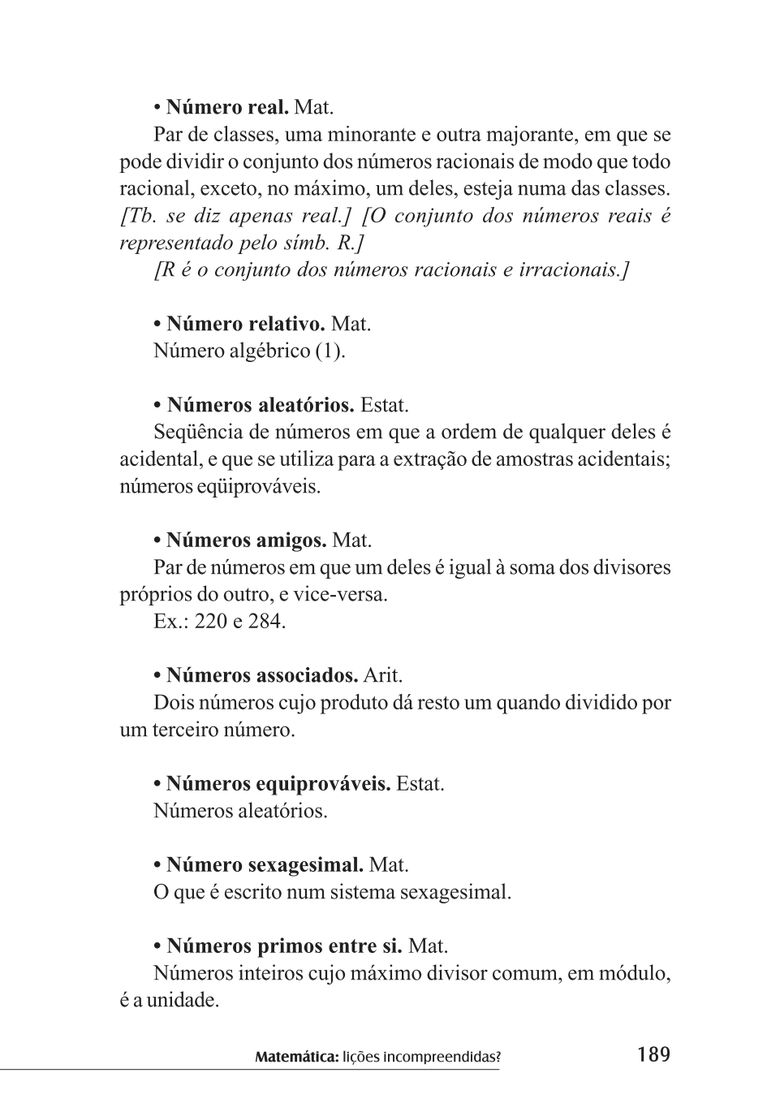 • Número real. Mat.
Par de classes, uma minorante e outra majorante, em que se
pode dividir o conjunto dos números racionais de modo que todo
racional, exceto, no máximo, um deles, esteja numa das classes.
[Tb. se diz apenas real.] [O conjunto dos números reais é
representado pelo símb. R.]
[R é o conjunto dos números racionais e irracionais.]
• Número relativo. Mat.
Número algébrico (1).
• Números aleatórios. Estat.
Seqüência de números em que a ordem de qualquer deles é
acidental, e que se utiliza para a extração de amostras acidentais;
números eqüiprováveis.
• Números amigos. Mat.
Par de números em que um deles é igual à soma dos divisores
próprios do outro, e vice-versa.
Ex.: 220 e 284.
• Números associados. Arit.
Dois números cujo produto dá resto um quando dividido por
um terceiro número.
• Números equiprováveis. Estat.
Números aleatórios.
• Número sexagesimal. Mat.
O que é escrito num sistema sexagesimal.
• Números primos entre si. Mat.
Números inteiros cujo máximo divisor comum, em módulo,
é a unidade.
Matemática: lições incompreendidas? 189